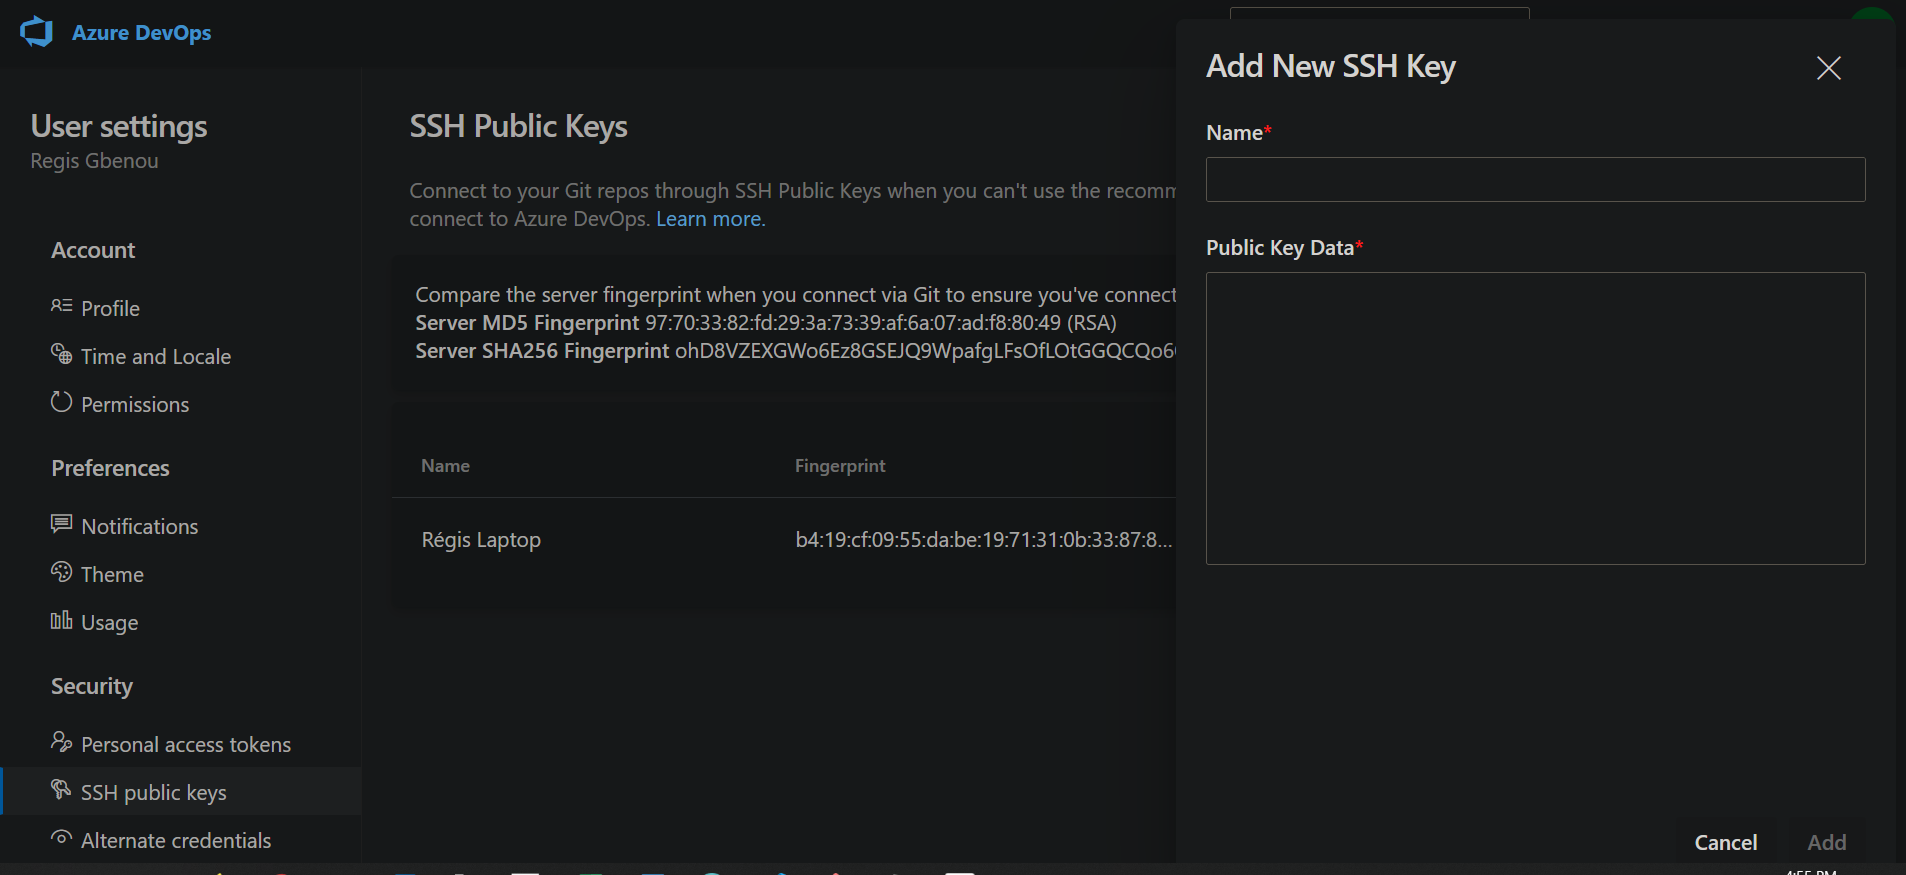 Azure DevOps
User settings
Regis Gbenou
Account
Profile
Time and Locale
Permissions
Preferences
Notifications
Theme
Usage
Security
Personal access tokens
SSH public keys
Alternate credentials
SSH Public Keys
Connect to your Git repos through SSH Public Keys when you can't use the recomm
connect to Azure DevOps. Learn more.
Compare the server fingerprint when you connect via Git to ensure you've connect
Server MD5 Fingerprint 97:70:33:82:fd:29:3a:73:39:af:6a:07:ad:f8:80:49 (RSA)
Server SHA256 Fingerprint ohD8VZEXGWo6Ez8GSEJQ9WpafgLFsOfLOtGGQCQo6
Name Fingerprint
Régis Laptop b4:19:cf:09:55:da:be:19:71:31:0b:33:87:8...
Add New SSH Key
Name*
Public Key Data*
Cancel Add